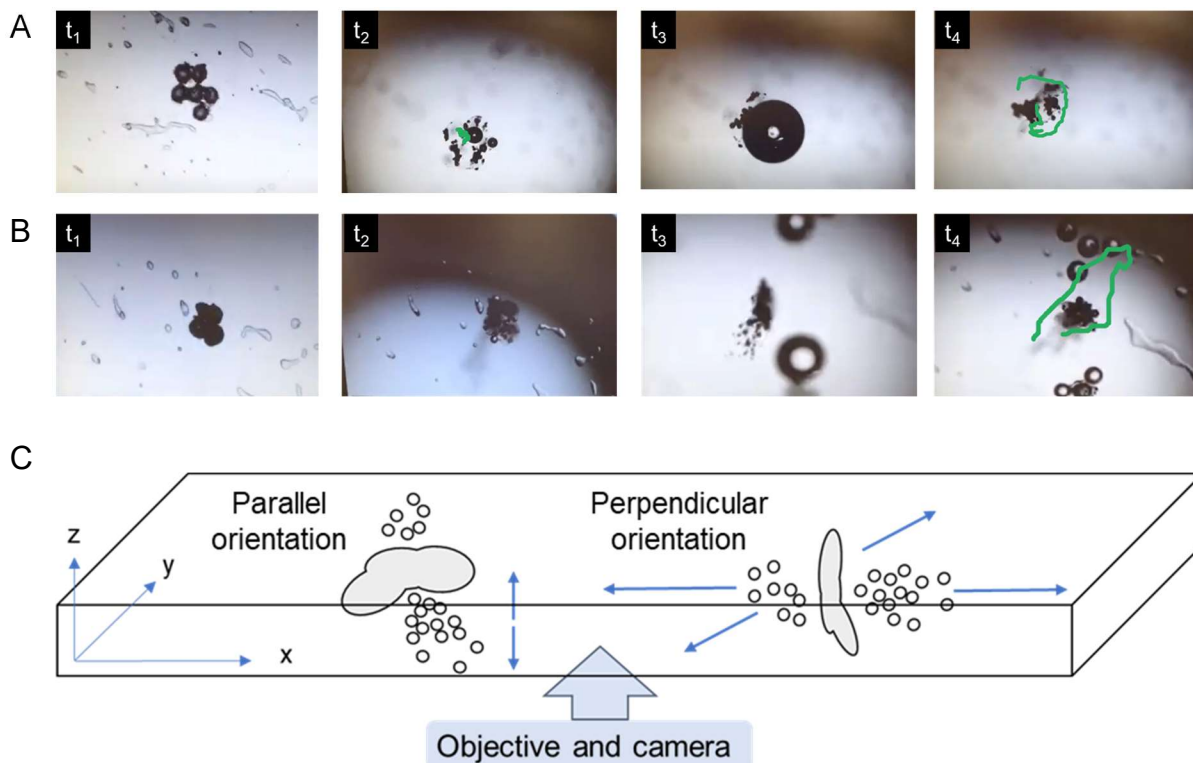 A
t₁
t₂
t₃
t₄
B
t₁
t₂
t₃
t₄
C
Parallel
orientation
Perpendicular
orientation
z
y
x
Objective and camera